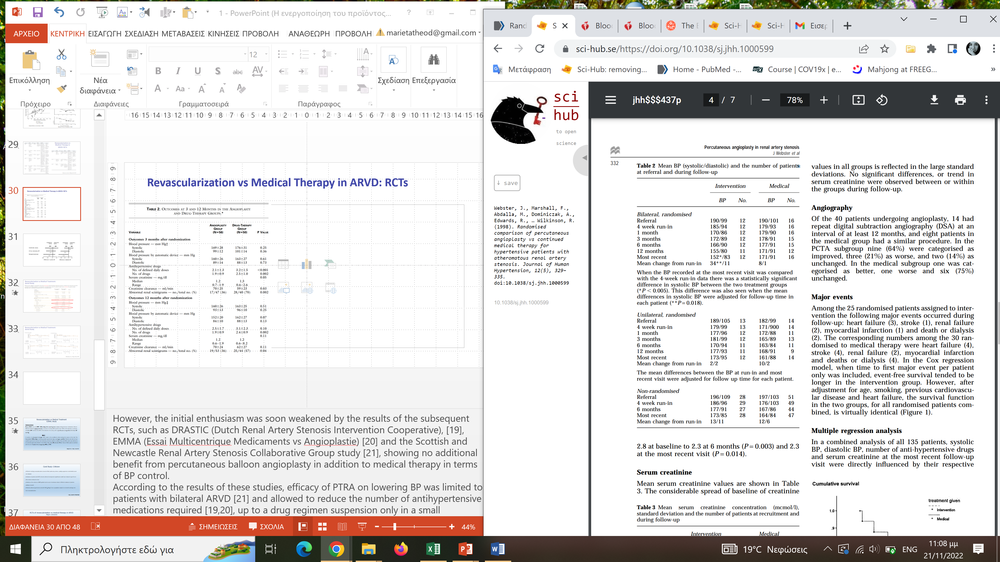 1 - PowerPoint (Η ενεργοποίηση του προϊόντος...
ΑΡΧΕΙΟ ΚΕΝΤΡΙΚΗ ΕΙΣΑΓΩΓΗ ΣΧΕΔΙΑΣΗ ΜΕΤΑΒΑΣΕΙΣ ΚΙΝΗΣΕΙΣ ΠΡΟΒΟΛΗ ΑΝΑΘΕΩΡΗ ΠΡΟΒΟΛΗ marietatheod@gmail.com
12
Επικόλληση
Νέα διαφάνεια
Σχεδίαση
Επεξεργασία
Πρόχειρο
Διαφάνειες
Γραμματοσειρά
Παράγραφος
29
30
31
32
33
34
35
36
37
Revascularization vs Medical Therapy in ARVD: RCTs
TABLE 2. OUTCOMES AT 3 AND 12 MONTHS IN THE ANGIOPLASTY
AND DRUG-THERAPY GROUPS.*
VARIABLE
ANGIOPLASTY GROUP (N=56)
DRUG-THERAPY GROUP (N=50)
P VALUE
Outcomes 3 months after randomization
Blood pressure — mm Hg†
Systolic 169±28 176±31 0.25
Diastolic 99±12 101±14 0.36
Blood pressure by automatic device — mm Hg
Systolic 160±26 163±27 0.61
Diastolic 89±14 88±13 0.73
Antihypertensive drugs
No. of defined daily doses 2.1±1.3 3.2±1.5 <0.001
No. of drugs 1.9±0.9 2.5±1.0 0.002
Serum creatinine — mg/dl 0.05
Median 1.2 1.3
Range 0.7–1.9 0.6–2.6
Creatinine clearance — ml/min 70±25 59±23 0.03
Abnormal renal scintigrams — no./total no. (%) 17/47 (36) 28/40 (70) 0.002
Outcomes 12 months after randomization
Blood pressure — mm Hg‡
Systolic 160±26 163±25 0.51
Diastolic 93±13 96±10 0.25
Blood pressure by automatic device — mm Hg
Systolic 152±20 162±27 0.07
Diastolic 84±10 88±13 0.13
Antihypertensive drugs
No. of defined daily doses 2.5±1.7 3.1±2.3 0.10
No. of drugs 1.9±0.9 2.4±0.9 0.002
Serum creatinine — mg/dl 0.11
Median 1.2 1.2
Range 0.6–1.9 0.6–8.2
Creatinine clearance — ml/min 70±24 62±27 0.11
Abnormal renal scintigrams — no./total no. (%) 19/53 (36) 25/44 (57) 0.04
However, the initial enthusiasm was soon weakened by the results of the subsequent
RCTs, such as DRASTIC (Dutch Renal Artery Stenosis Intervention Cooperative), [19],
EMMA (Essai Multicentrique Medicaments vs Angioplastie) [20] and the Scottish and
Newcastle Renal Artery Stenosis Collaborative Group study [21], showing no additional
benefit from percutaneous balloon angioplasty in addition to medical therapy in terms
of BP control.
According to the results of these studies, efficacy of PTRA on lowering BP was limited to
patients with bilateral ARVD [21] and allowed to reduce the number of antihypertensive
medications required [19,20], up to a drug regimen suspension only in a small
ΔΙΑΦΑΝΕΙΑ 30 ΑΠΟ 48
ΣΗΜΕΙΩΣΕΙΣ ΣΧΟΛΙΑ 44%
Rand S Bloo Bloo The Sci-H Sci-H Εισερ
sci-hub.se/https://doi.org/10.1038/sj.jhh.1000599
Μετάφραση Sci-Hub: removing... Home - PubMed -... edX Course | COV19x | e... Mahjong at FREEG... »
sci
hub
to open
science
↓ save
Webster, J., Marshall, F.,
Abdalla, M., Dominiczak, A.,
Edwards, R., … Wilkinson, R.
(1998). Randomised
comparison of percutaneous
angioplasty vs continued
medical therapy for
hypertensive patients with
atheromatous renal artery
stenosis. Journal of Human
Hypertension, 12(5), 329–
335.
doi:10.1038/sj.jhh.1000599
10.1038/sj.jhh.1000599
jhh$$$437p 4 / 7 78%
Percutaneous angioplasty in renal artery stenosis
J Webster et al
332
Table 2 Mean BP (systolic/diastolic) and the number of patients
at referral and during follow-up
Intervention Medical
BP No. BP No.
Bilateral, randomised
Referral 190/99 12 190/101 16
4 week run-in 185/94 12 179/93 16
1 month 170/86 12 179/90 16
3 months 172/89 12 178/91 15
6 months 166/90 12 177/91 15
12 months 155/80 11 171/91 12
Most recent 152*/83 12 171/91 16
Mean change from run-in 34**/11 8/1
When the BP recorded at the most recent visit was compared
with the 4-week run-in data there was a statistically significant
difference in systolic BP between the two treatment groups
(*P < 0.005). This difference was also seen when the mean
differences in systolic BP were adjusted for follow-up time in
each patient (**P = 0.018).
Unilateral, randomised
Referral 189/105 13 182/99 14
4 week run-in 179/99 13 171/900 14
1 month 177/96 12 172/88 11
3 months 181/99 12 165/89 13
6 months 170/94 11 163/84 11
12 months 177/93 11 168/91 9
Most recent 173/95 12 161/88 14
Mean change from run-in 2/2 10/2
The mean differences between the BP at run-in and most
recent visit were adjusted for follow up time for each patient.
Non-randomised
Referral 196/109 28 197/103 51
4 week run-in 186/96 29 176/103 49
6 months 177/91 27 167/86 44
Most recent 173/85 28 164/84 47
Mean change from run-in 13/11 12/6
2.8 at baseline to 2.3 at 6 months (P = 0.003) and 2.3
at the most recent visit (P = 0.014).
Serum creatinine
Mean serum creatinine values are shown in Table
3. The considerable spread of baseline of creatinine
Table 3 Mean serum creatinine concentration (mcmol/l),
standard deviation and the number of patients at recruitment and
during follow-up
Intervention Medical
values in all groups is reflected in the large standard
deviations. No significant differences, or trend in
serum creatinine were observed between or within
the groups during follow-up.
Angiography
Of the 40 patients undergoing angioplasty, 14 had
repeat digital subtraction angiography (DSA) at an
interval of at least 12 months, and eight patients in
the medical group had a similar procedure. In the
PCTA subgroup nine (64%) were categorised as
improved, three (21%) as worse, and two (14%) as
unchanged. In the medical subgroup one was cat-
egorised as better, one worse and six (75%)
unchanged.
Major events
Among the 25 randomised patients assigned to inter-
vention the following major events occurred during
follow-up: heart failure (3), stroke (1), renal failure
(2), myocardial infarction (1) and death or dialysis
(2). The corresponding numbers among the 30 ran-
domised to medical therapy were heart failure (4),
stroke (4), renal failure (2), myocardial infarction
and deaths or dialysis (4). In the Cox regression
model, when time to first major event per patient
only was included, event-free survival tended to be
longer in the intervention group. However, after
adjustment for age, smoking, previous cardiovascu-
lar disease and heart failure, the survival function
in the two groups, for all randomised patients com-
bined, is virtually identical (Figure 1).
Multiple regression analysis
In a combined analysis of all 135 patients, systolic
BP, diastolic BP, number of anti-hypertensive drugs
and serum creatinine at the most recent follow-up
visit were directly influenced by their respective
Cumulative survival
treatment given
Intervention
Medical
1.0
.9
Πληκτρολογήστε εδώ για
19°C Νεφώσεις
ENG
11:08 μμ
21/11/2022